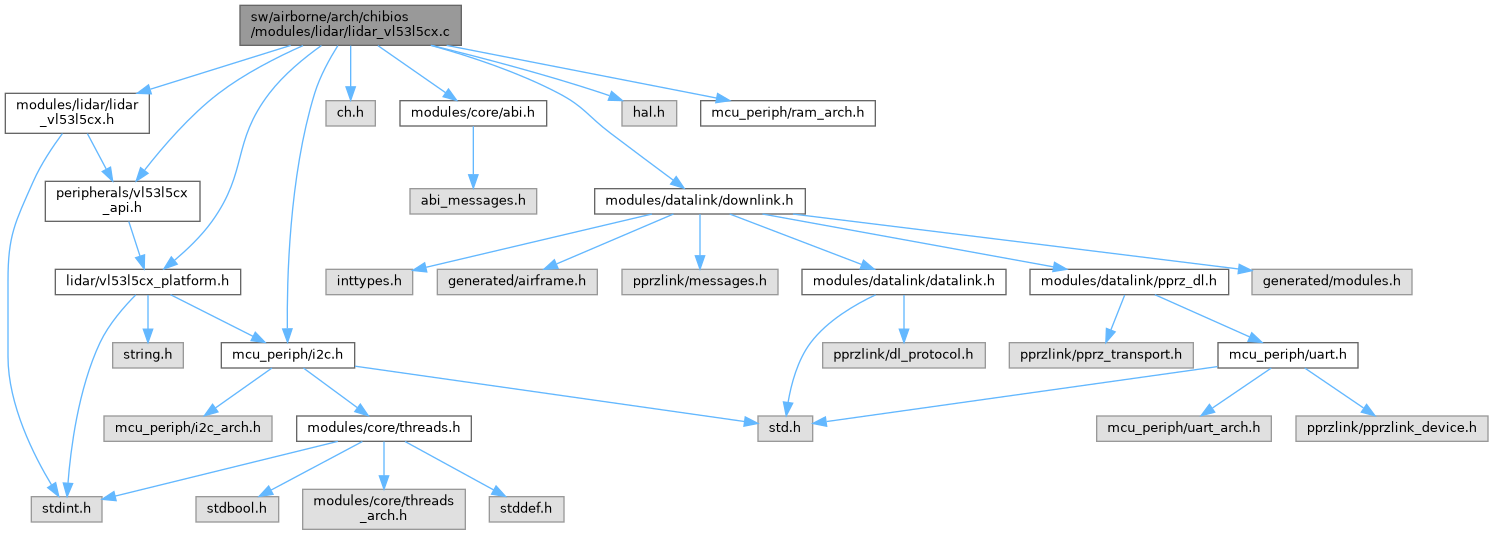 sw/airborne/arch/chibios
/modules/lidar/lidar_vl53l5cx.c
modules/lidar/lidar
_vl53l5cx.h
ch.h
modules/core/abi.h
hal.h
mcu_periph/ram_arch.h
peripherals/vl53l5cx
_api.h
abi_messages.h
modules/datalink/downlink.h
lidar/vl53l5cx_platform.h
inttypes.h
generated/airframe.h
pprzlink/messages.h
modules/datalink/datalink.h
modules/datalink/pprz_dl.h
generated/modules.h
string.h
mcu_periph/i2c.h
pprzlink/dl_protocol.h
pprzlink/pprz_transport.h
mcu_periph/uart.h
mcu_periph/i2c_arch.h
modules/core/threads.h
std.h
mcu_periph/uart_arch.h
pprzlink/pprzlink_device.h
stdint.h
stdbool.h
modules/core/threads
_arch.h
stddef.h